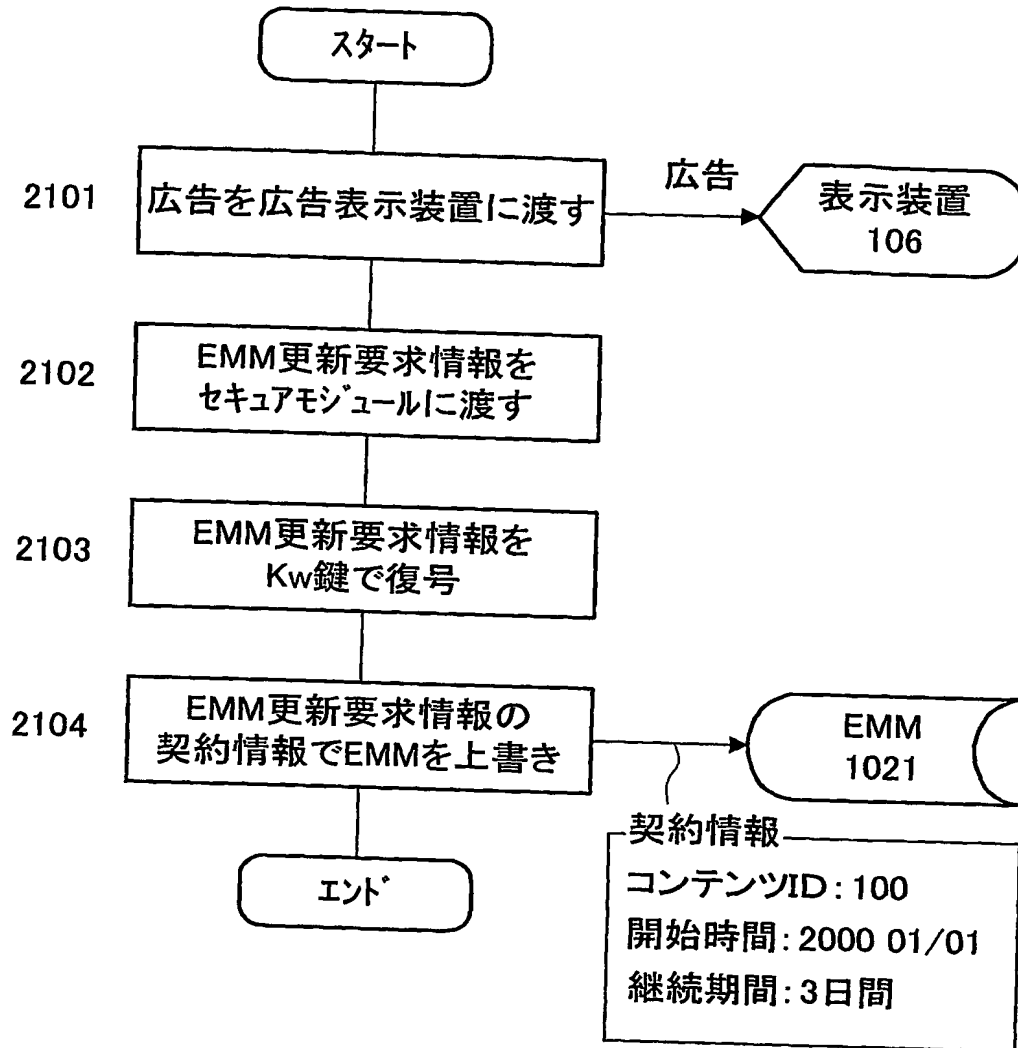 スタート
2101
広告を広告表示装置に渡す
広告
表示装置
106
2102
EMM更新要求情報を
セキュアモジュールに渡す
2103
EMM更新要求情報を
Kw鍵で復号
2104
EMM更新要求情報の
契約情報でEMMを上書き
EMM
1021
エンド
契約情報
コンテンツID:100
開始時間:2000 01/01
継続期間:3日間